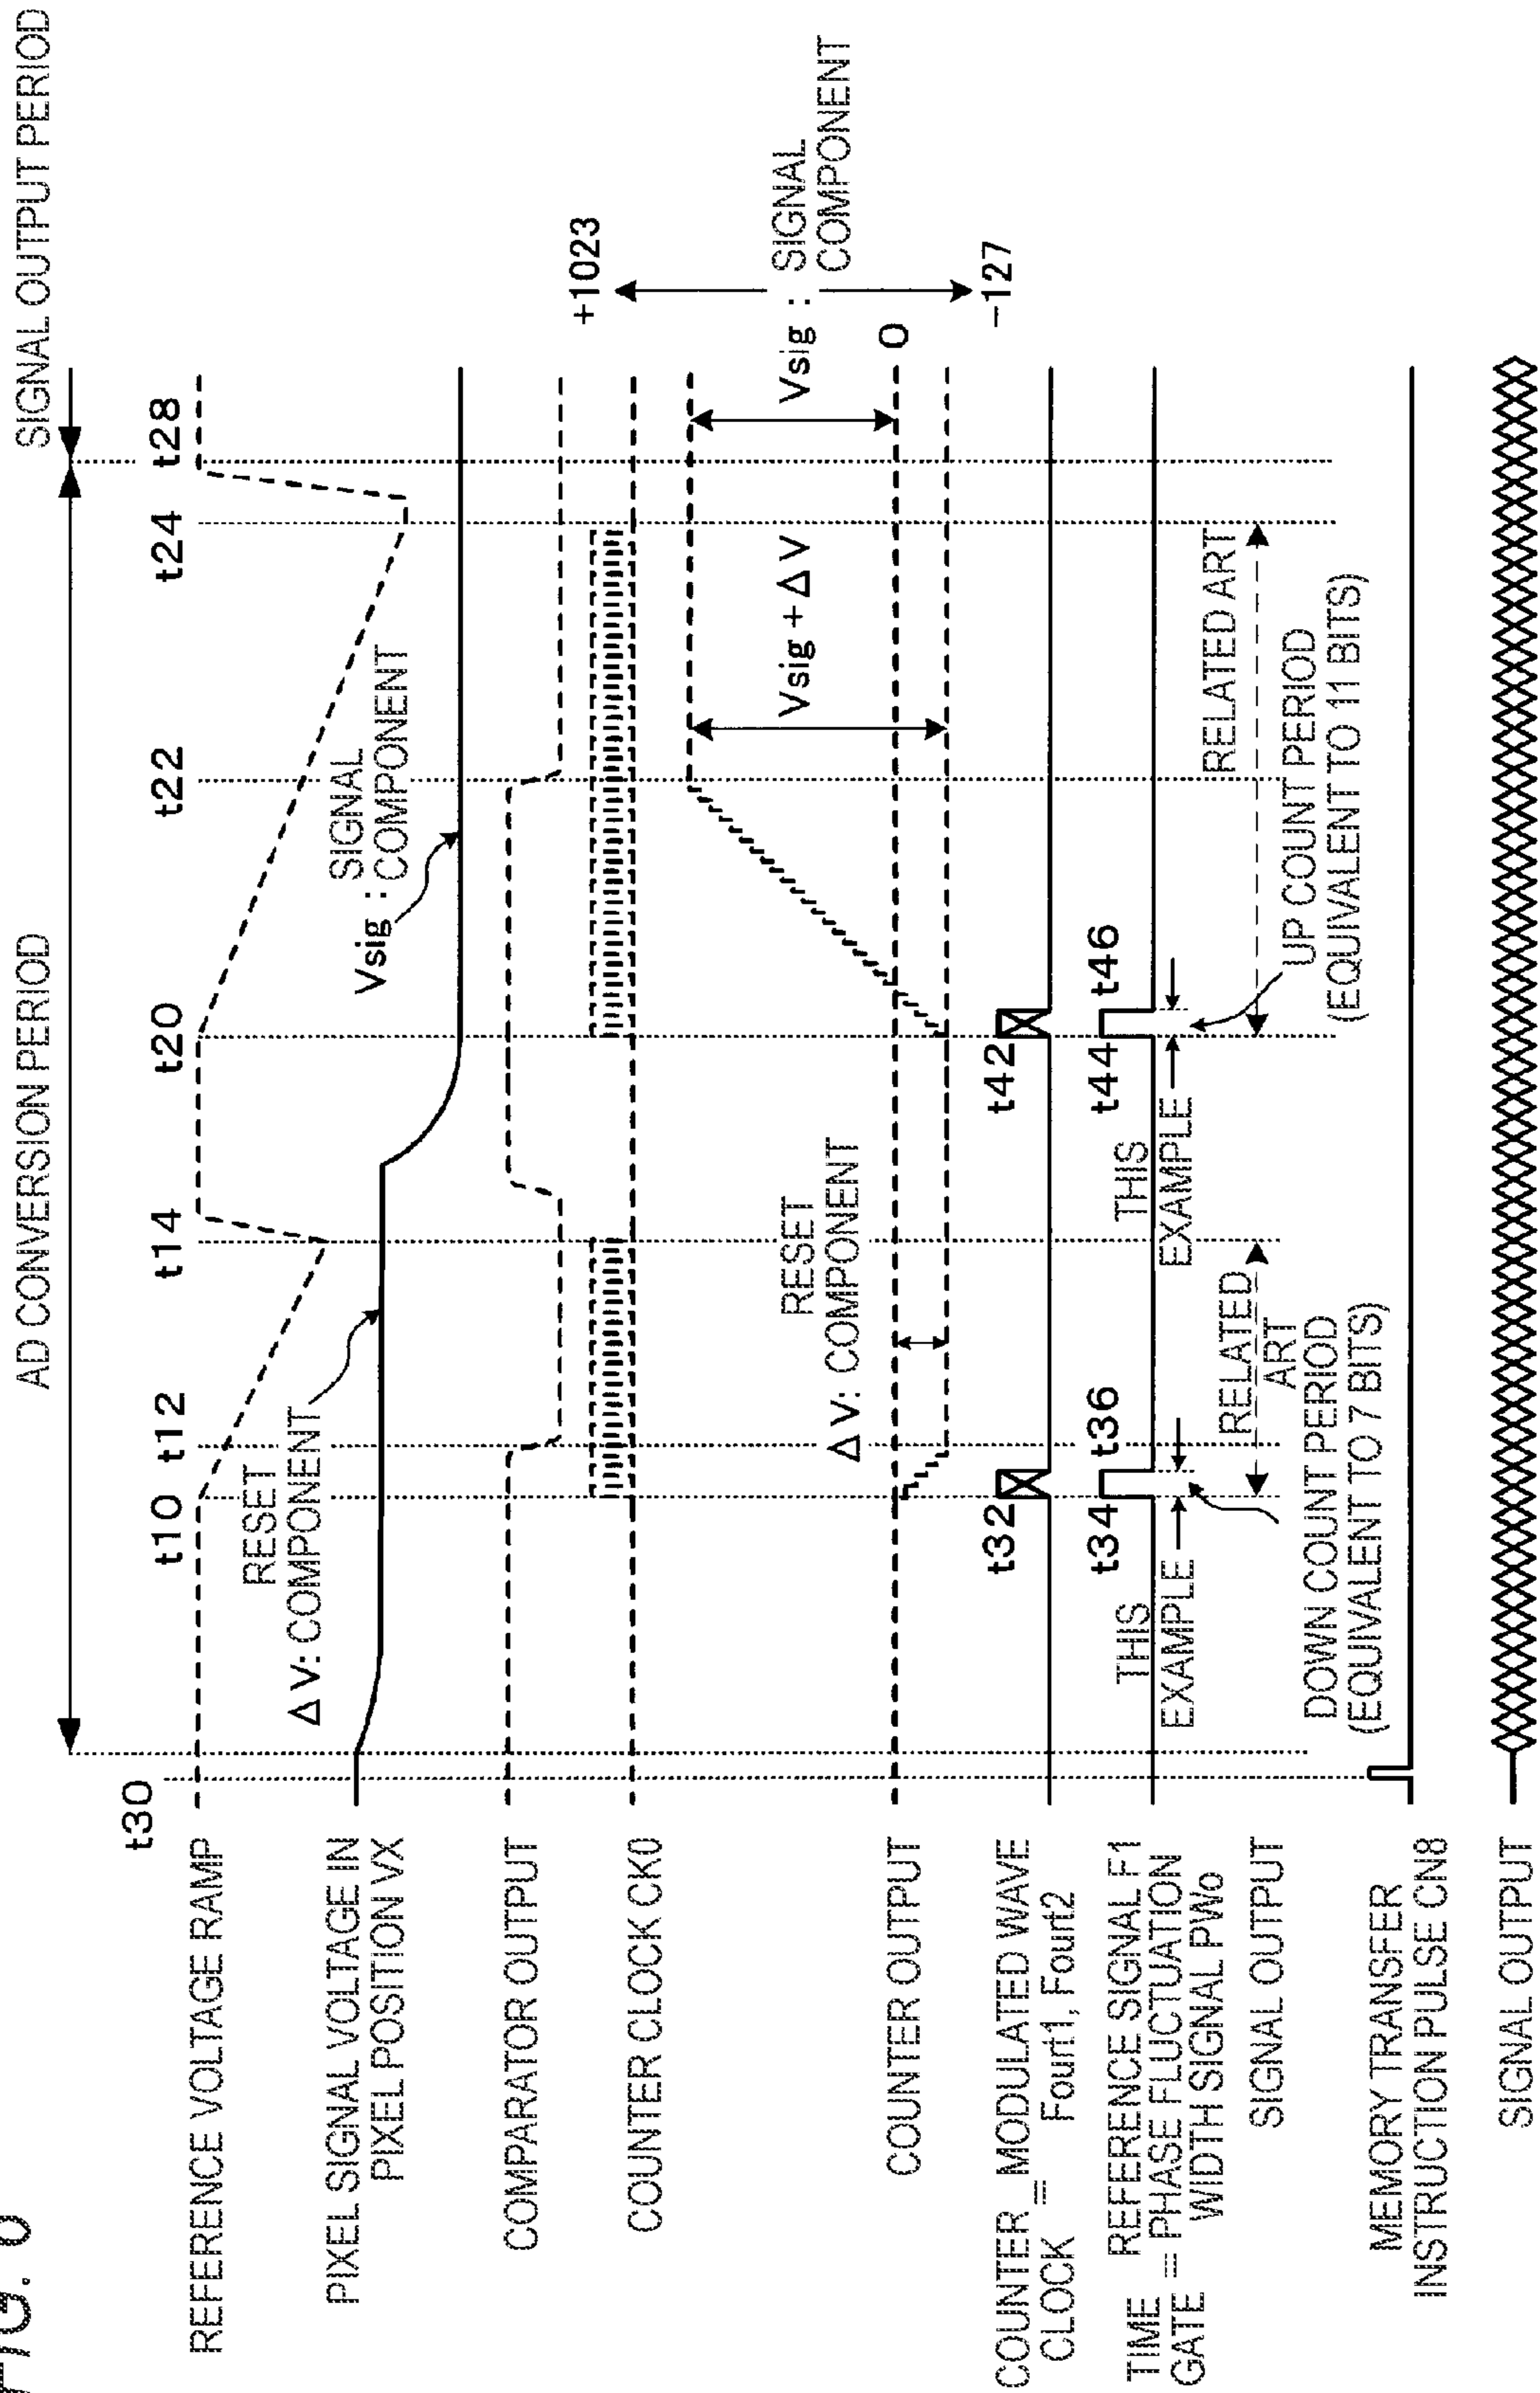 FIG. 6
AD CONVERSION PERIOD
SIGNAL OUTPUT PERIOD
t30
t10
t12
t14
t20
t22
t24
t28
REFERENCE VOLTAGE RAMP
RESET
ΔV: COMPONENT
SIGNAL
Vsig : COMPONENT
PIXEL SIGNAL VOLTAGE IN
PIXEL POSITION VX
COMPARATOR OUTPUT
COUNTER CLOCK CK0
+1023
RESET
ΔV: COMPONENT
Vsig + ΔV
SIGNAL
Vsig : COMPONENT
COUNTER OUTPUT
0
-127
COUNTER _ MODULATED WAVE
CLOCK = Fout1, Fout2
t32
t42
REFERENCE SIGNAL F1
TIME = PHASE FLUCTUATION
GATE WIDTH SIGNAL PWo
t34
t36
t44
t46
THIS
EXAMPLE
THIS
EXAMPLE
RELATED
ART
RELATED ART
SIGNAL OUTPUT
DOWN COUNT PERIOD
(EQUIVALENT TO 7 BITS)
UP COUNT PERIOD
(EQUIVALENT TO 11 BITS)
MEMORY TRANSFER
INSTRUCTION PULSE CN8
SIGNAL OUTPUT